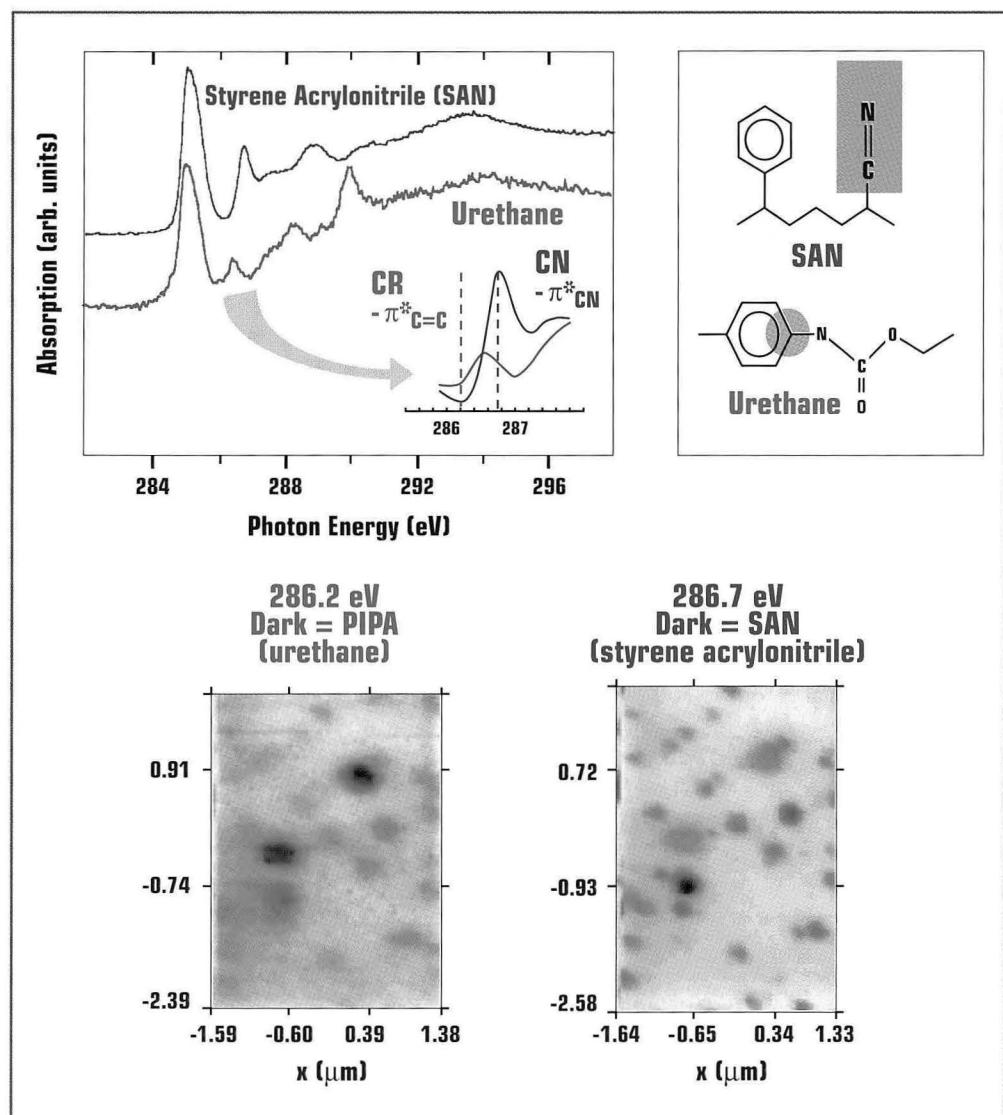 Styrene Acrylonitrile (SAN)
Urethane
CR
- π*C=C
CN
- π*CN
286 287
Absorption (arb. units)
284 288 292 296
Photon Energy (eV)
N
C
SAN
N
O
C
O
Urethane
286.2 eV
Dark = PIPA
(urethane)
0.91
-0.74
-2.39
-1.59 -0.60 0.39 1.38
x (μm)
286.7 eV
Dark = SAN
(styrene acrylonitrile)
0.72
-0.93
-2.58
-1.64 -0.65 0.34 1.33
x (μm)